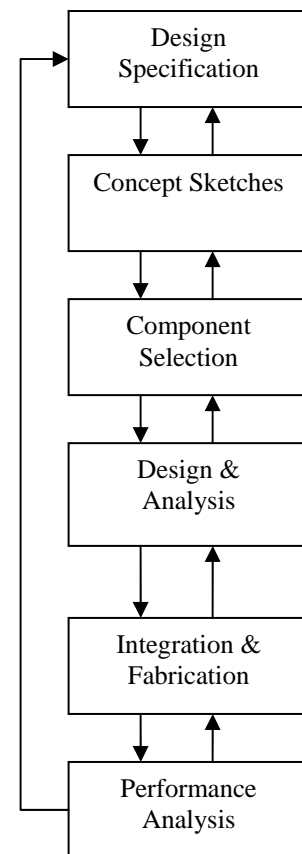 Design
Specification
Concept Sketches
Component
Selection
Design &
Analysis
Integration &
Fabrication
Performance
Analysis